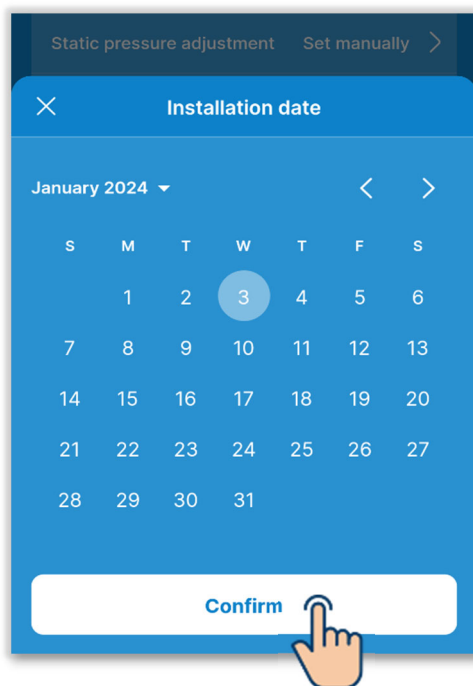 Static pressure adjustment Set manually
Installation date
January 2024
S M T W T F S
1 2 3 4 5 6
7 8 9 10 11 12 13
14 15 16 17 18 19 20
21 22 23 24 25 26 27
28 29 30 31
Confirm